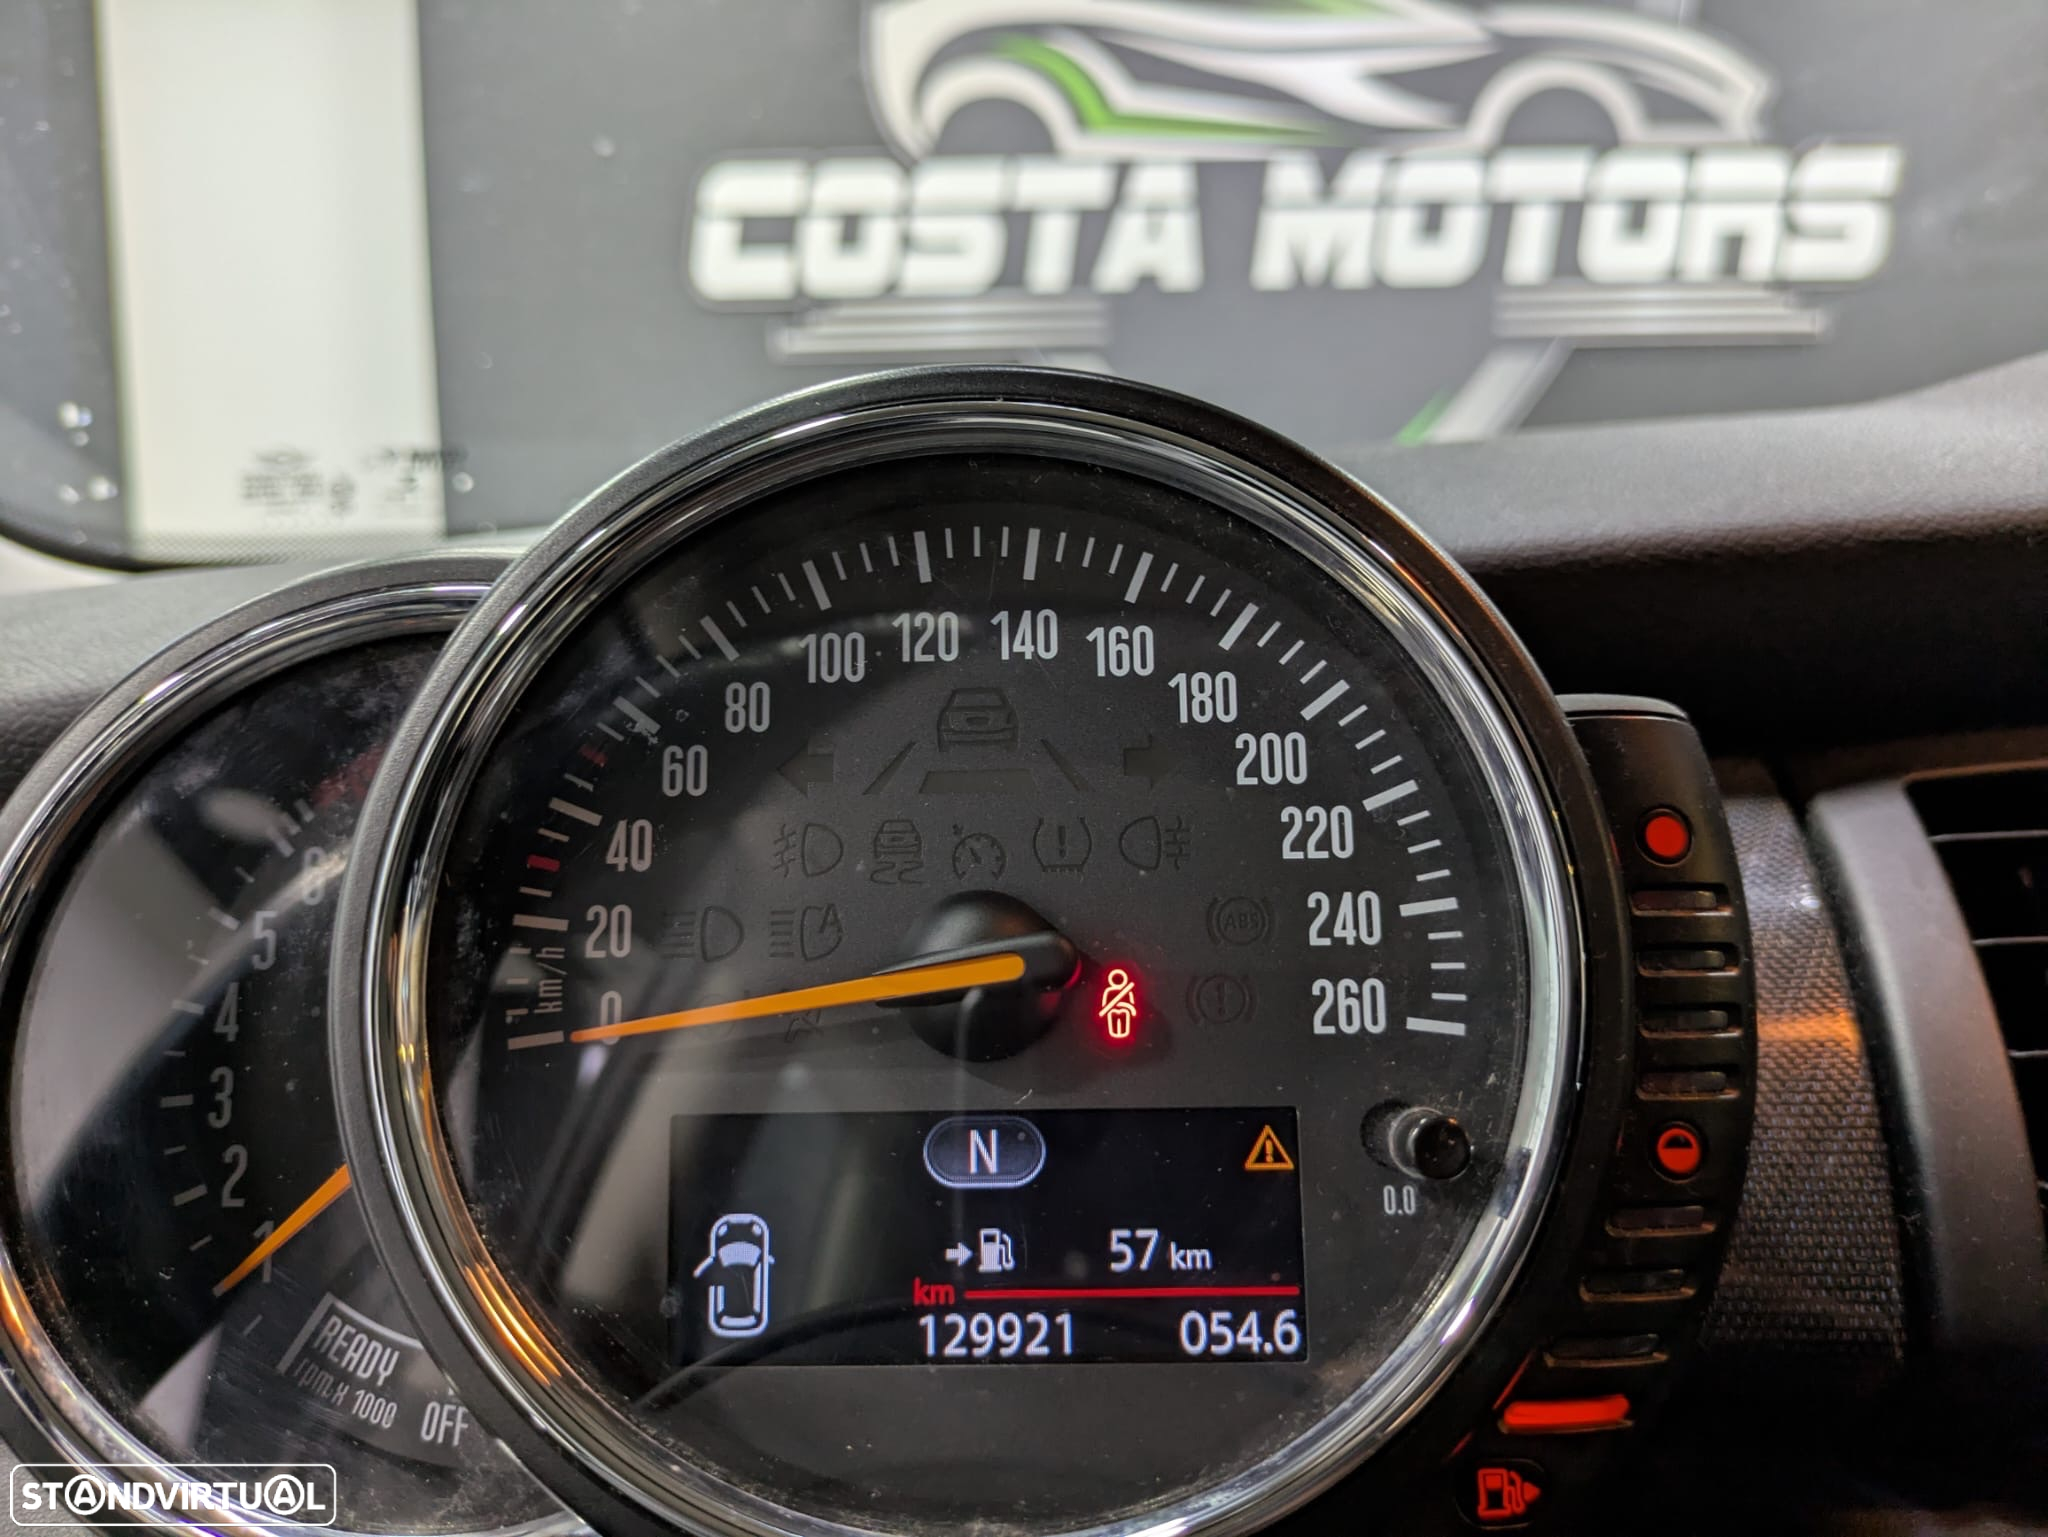 COSTA MOTORS
0
20
40
60
80
100
120
140
160
180
200
220
240
260
km/h
ABS
A
6
5
4
3
2
1
READY
rpm.x 1000
OFF
N
57 km
km
129921 054.6
0.0
STANDVIRTUAL